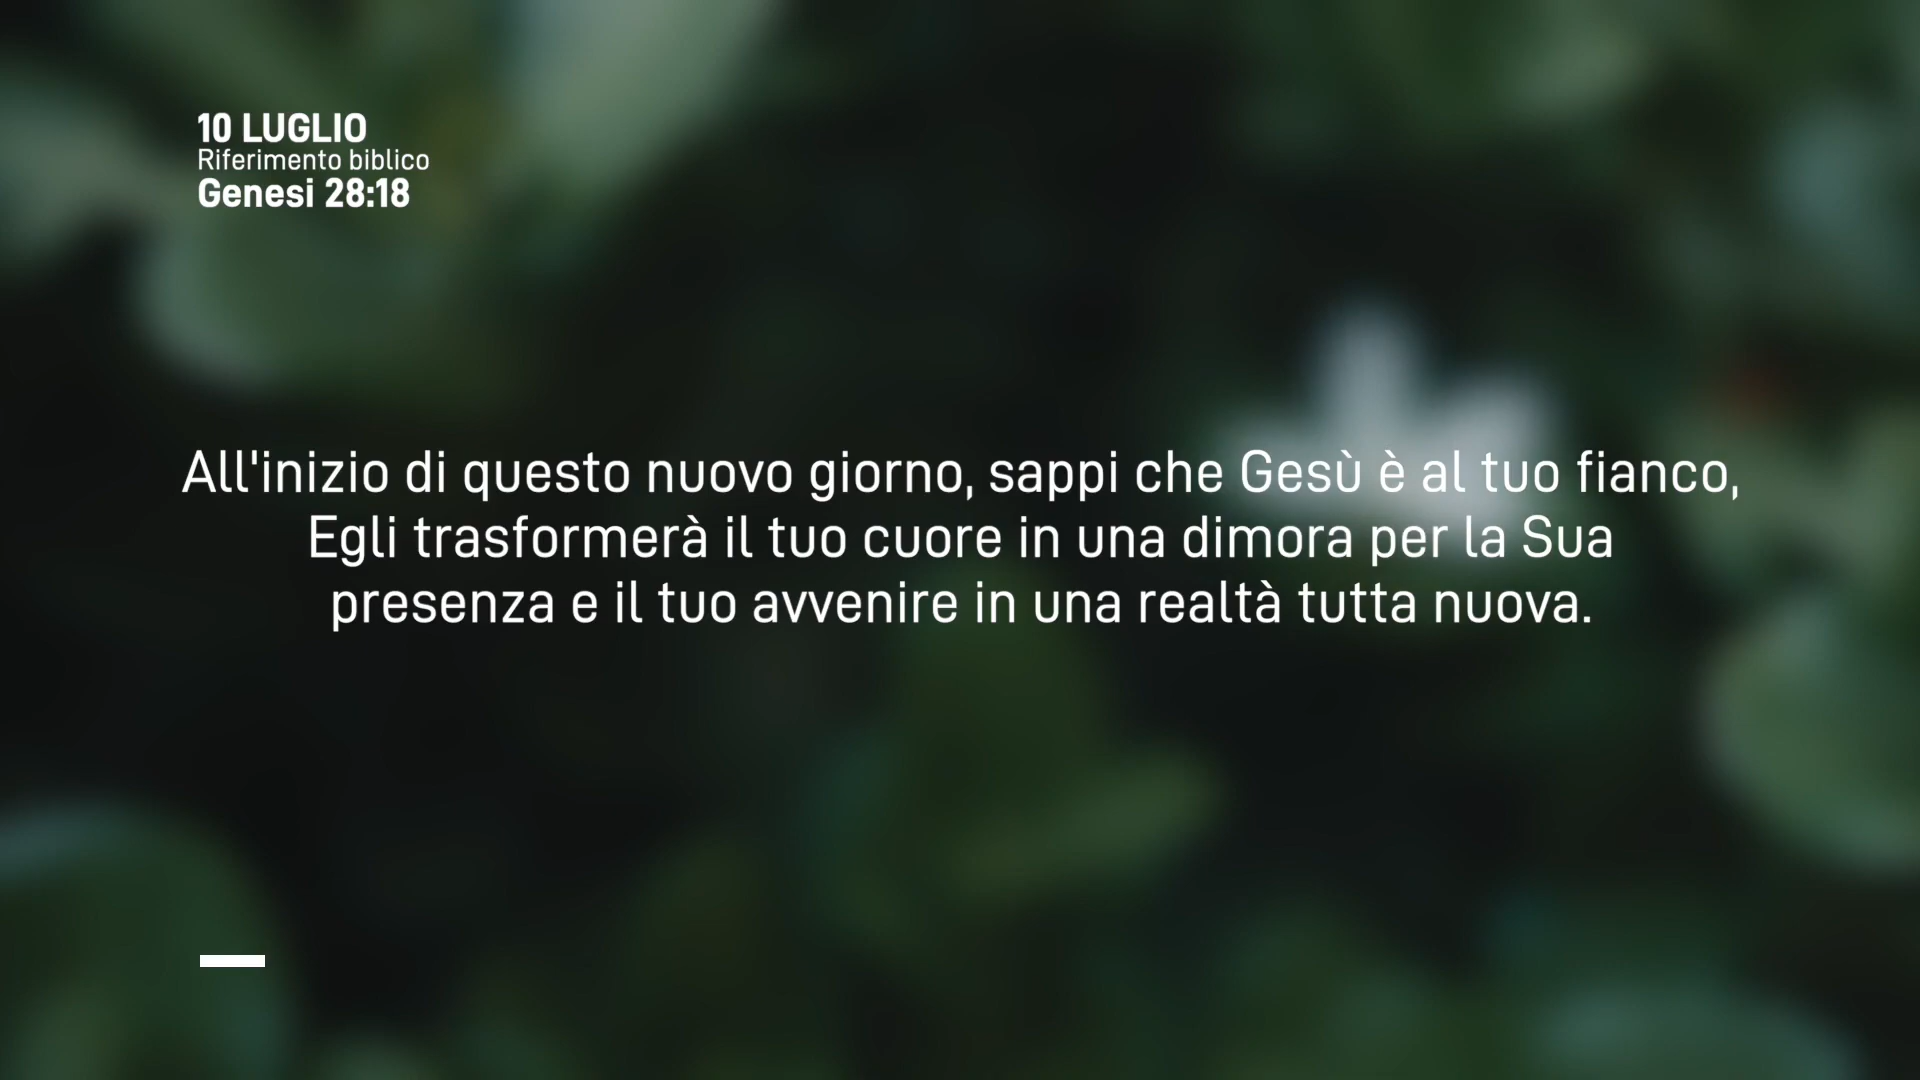 10 LUGLIO
Riferimento biblico
Genesi 28:18
All'inizio di questo nuovo giorno, sappi che Gesù è al tuo fianco,
Egli trasformerà il tuo cuore in una dimora per la Sua
presenza e il tuo avvenire in una realtà tutta nuova.